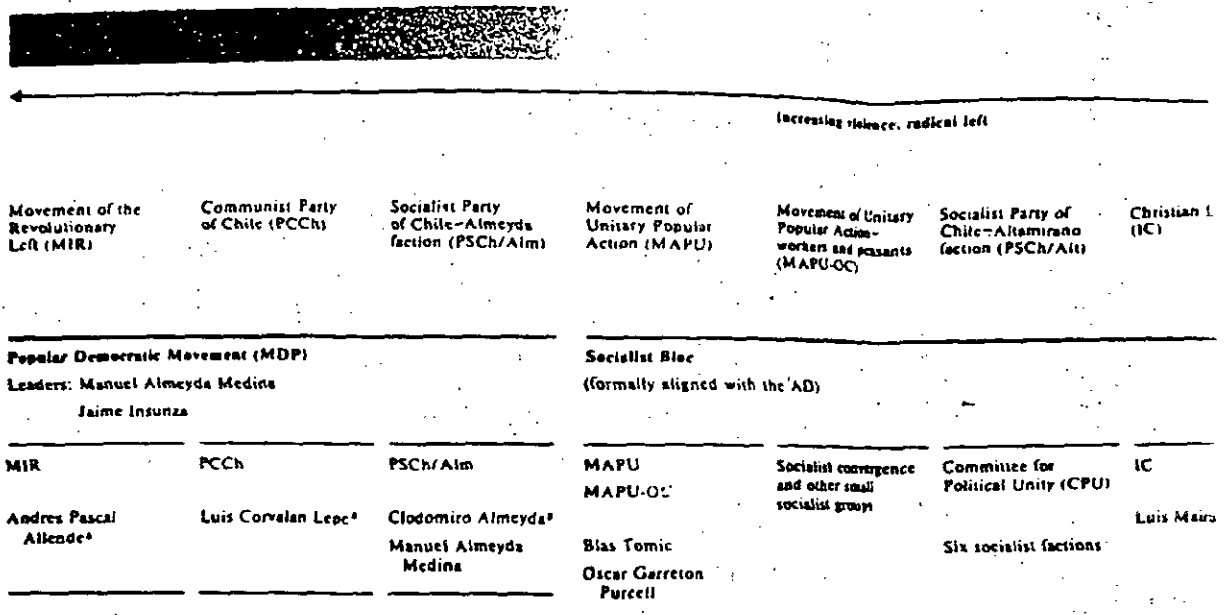 Increasing violence, radical left
Movement of the
Revolutionary
Left (MIR)
Communist Party
of Chile (PCCh)
Socialist Party
of Chile-Almeyda
faction (PSCh/Alm)
Movement of
Unitary Popular
Action (MAPU)
Movement of Unitary
Popular Action-
workers and peasants
(MAPU-OC)
Socialist Party of
Chile-Altamirano
faction (PSCh/Alt)
Christian L
(IC)
Popular Democratic Movement (MDP)
Leaders: Manuel Almeyda Medina
Jaime Insunza
Socialist Bloc
(formally aligned with the AD)
MIR
Andres Pascal
Allende ᵃ
PCCh
Luis Corvalan Lepe ᵃ
PSCh/Alm
Clodomiro Almeyda ᵃ
Manuel Almeyda
Medina
MAPU
MAPU-OC
Blas Tomic
Oscar Garreton
Purcell
Socialist convergence
and other small
socialist groups
Committee for
Political Unity (CPU)
Six socialist factions
IC
Luis Maira